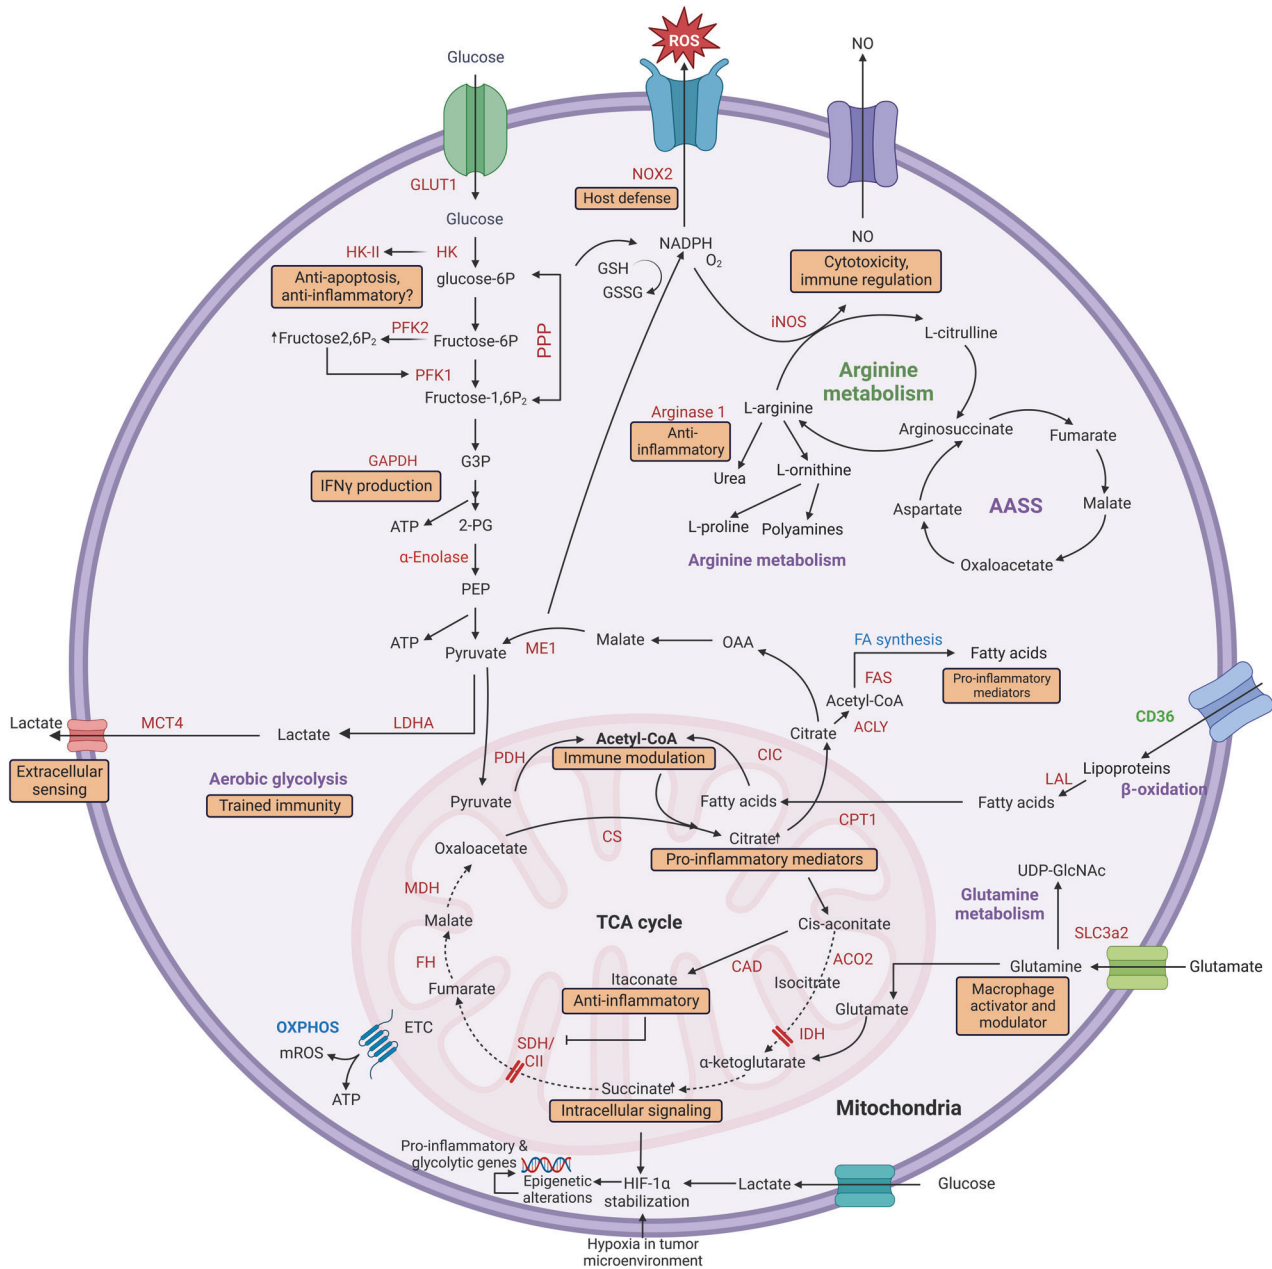 ROS
NO
Glucose
GLUT1
NOX2
Host defense
Glucose
NO
Cytotoxicity,
immune regulation
HK-II
HK
NADPH
O₂
GSH
GSSG
Anti-apoptosis,
anti-inflammatory?
glucose-6P
PPP
↑Fructose2,6P₂
PFK2
Fructose-6P
PFK1
Fructose-1,6P₂
iNOS
L-citrulline
Arginine
metabolism
Arginase 1
Anti-
inflammatory
L-arginine
Arginosuccinate
Fumarate
Urea
L-ornithine
L-proline
Polyamines
Arginine metabolism
Aspartate
AASS
Malate
Oxaloacetate
GAPDH
IFNγ production
G3P
ATP
2-PG
α-Enolase
PEP
ATP
Pyruvate
ME1
Malate
OAA
FA synthesis
Fatty acids
FAS
Pro-inflammatory
mediators
Acetyl-CoA
Citrate
ACLY
CD36
Lactate
MCT4
LDHA
Lactate
Extracellular
sensing
Aerobic glycolysis
Trained immunity
PDH
Acetyl-CoA
Immune modulation
CIC
LAL
Lipoproteins
β-oxidation
Pyruvate
Fatty acids
Fatty acids
CPT1
Oxaloacetate
CS
Citrate↑
Pro-inflammatory mediators
MDH
Malate
TCA cycle
Cis-aconitate
UDP-GlcNAc
Glutamine
metabolism
SLC3a2
FH
Fumarate
Itaconate
Anti-inflammatory
CAD
ACO2
Isocitrate
Glutamate
Glutamine
Glutamate
Macrophage
activator and
modulator
OXPHOS
ETC
mROS
ATP
SDH/
CII
IDH
α-ketoglutarate
Succinate↑
Intracellular signaling
Mitochondria
Pro-inflammatory &
glycolytic genes
Epigenetic
alterations
HIF-1α
stabilization
Lactate
Glucose
Hypoxia in tumor
microenvironment